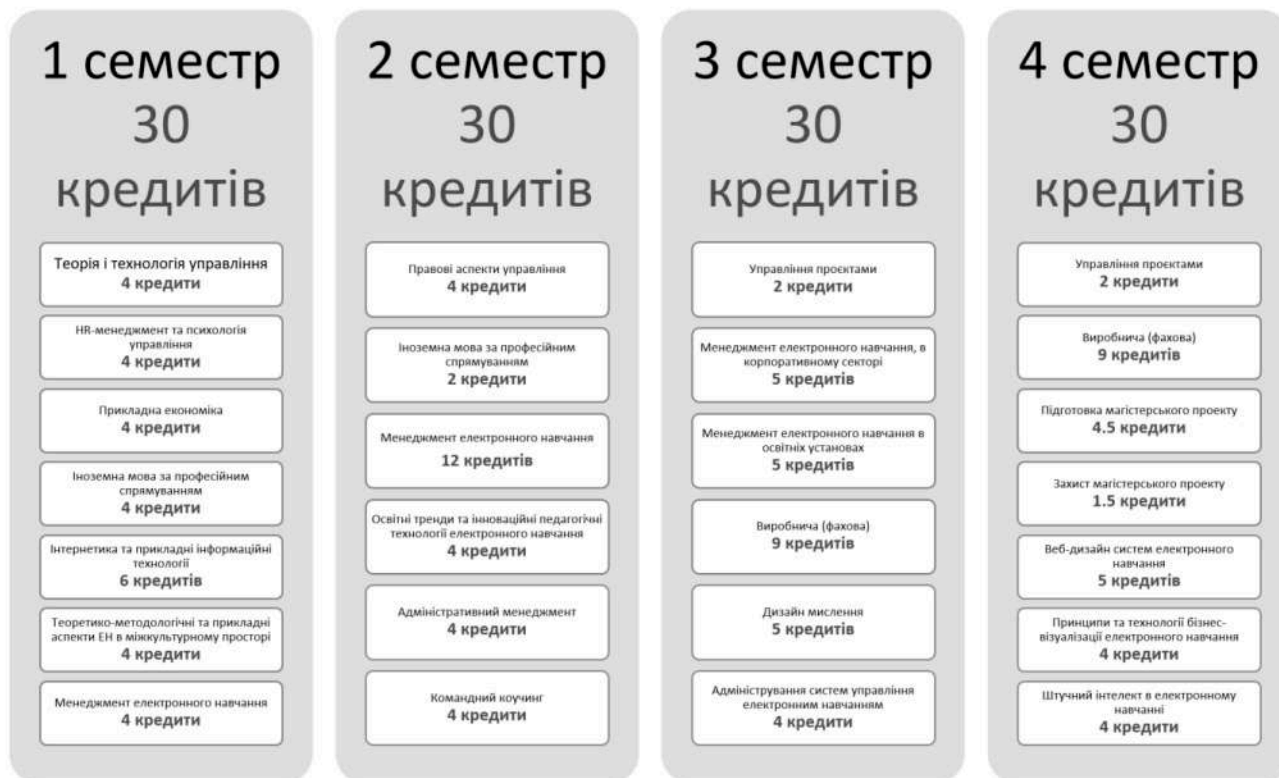 1 семестр
30
кредитів
Теорія і технологія управління
4 кредити
HR-менеджмент та психологія
управління
4 кредити
Прикладна економіка
4 кредити
Іноземна мова за професійним
спрямуванням
4 кредити
Інтернетика та прикладні інформаційні
технології
6 кредитів
Теоретико-методологічні та прикладні
аспекти ЕН в міжкультурному просторі
4 кредити
Менеджмент електронного навчання
4 кредити
2 семестр
30
кредитів
Правові аспекти управління
4 кредити
Іноземна мова за професійним
спрямуванням
2 кредити
Менеджмент електронного навчання
12 кредитів
Освітні тренди та інноваційні педагогічні
технології електронного навчання
4 кредити
Адміністративний менеджмент
4 кредити
Командний коучинг
4 кредити
3 семестр
30
кредитів
Управління проєктами
2 кредити
Менеджмент електронного навчання, в
корпоративному секторі
5 кредитів
Менеджмент електронного навчання в
освітніх установах
5 кредитів
Виробнича (фахова)
9 кредитів
Дизайн мислення
5 кредитів
Адміністрування систем управління
електронним навчанням
4 кредити
4 семестр
30
кредитів
Управління проєктами
2 кредити
Виробнича (фахова)
9 кредитів
Підготовка магістерського проекту
4.5 кредити
Захист магістерського проекту
1.5 кредити
Веб-дизайн систем електронного
навчання
5 кредитів
Принципи та технології бізнес-
візуалізації електронного навчання
4 кредити
Штучний інтелект в електронному
навчанні
4 кредити